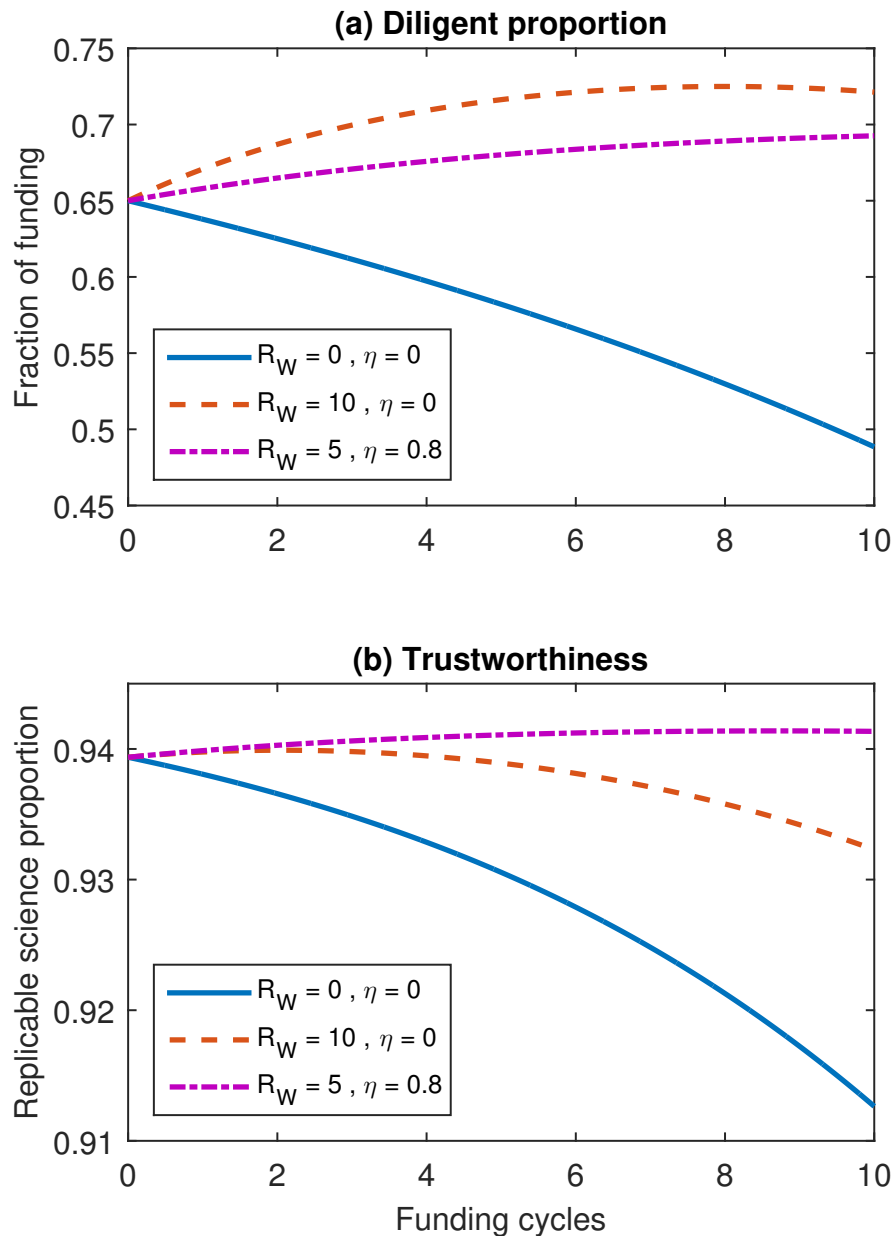 (a) Diligent proportion
0.75
0.7
0.65
0.6
0.55
0.5
0.45
Fraction of funding
R_W = 0 , η = 0
R_W = 10 , η = 0
R_W = 5 , η = 0.8
0 2 4 6 8 10
(b) Trustworthiness
0.94
0.93
0.92
0.91
Replicable science proportion
R_W = 0 , η = 0
R_W = 10 , η = 0
R_W = 5 , η = 0.8
0 2 4 6 8 10
Funding cycles